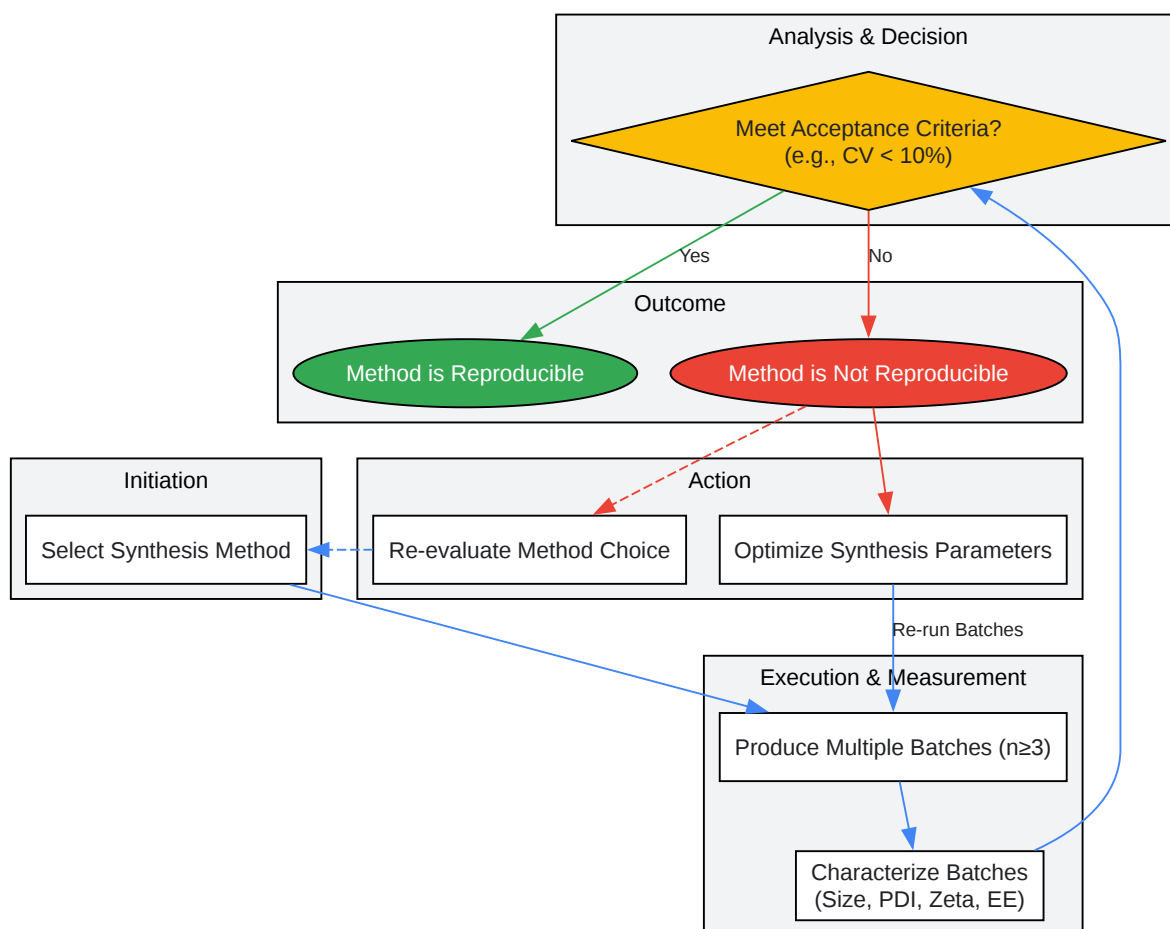 Analysis & Decision
Meet Acceptance Criteria?
(e.g., CV < 10%)
Yes
No
Outcome
Method is Reproducible
Method is Not Reproducible
Initiation
Action
Select Synthesis Method
Re-evaluate Method Choice
Optimize Synthesis Parameters
Re-run Batches
Execution & Measurement
Produce Multiple Batches (n≥3)
Characterize Batches
(Size, PDI, Zeta, EE)